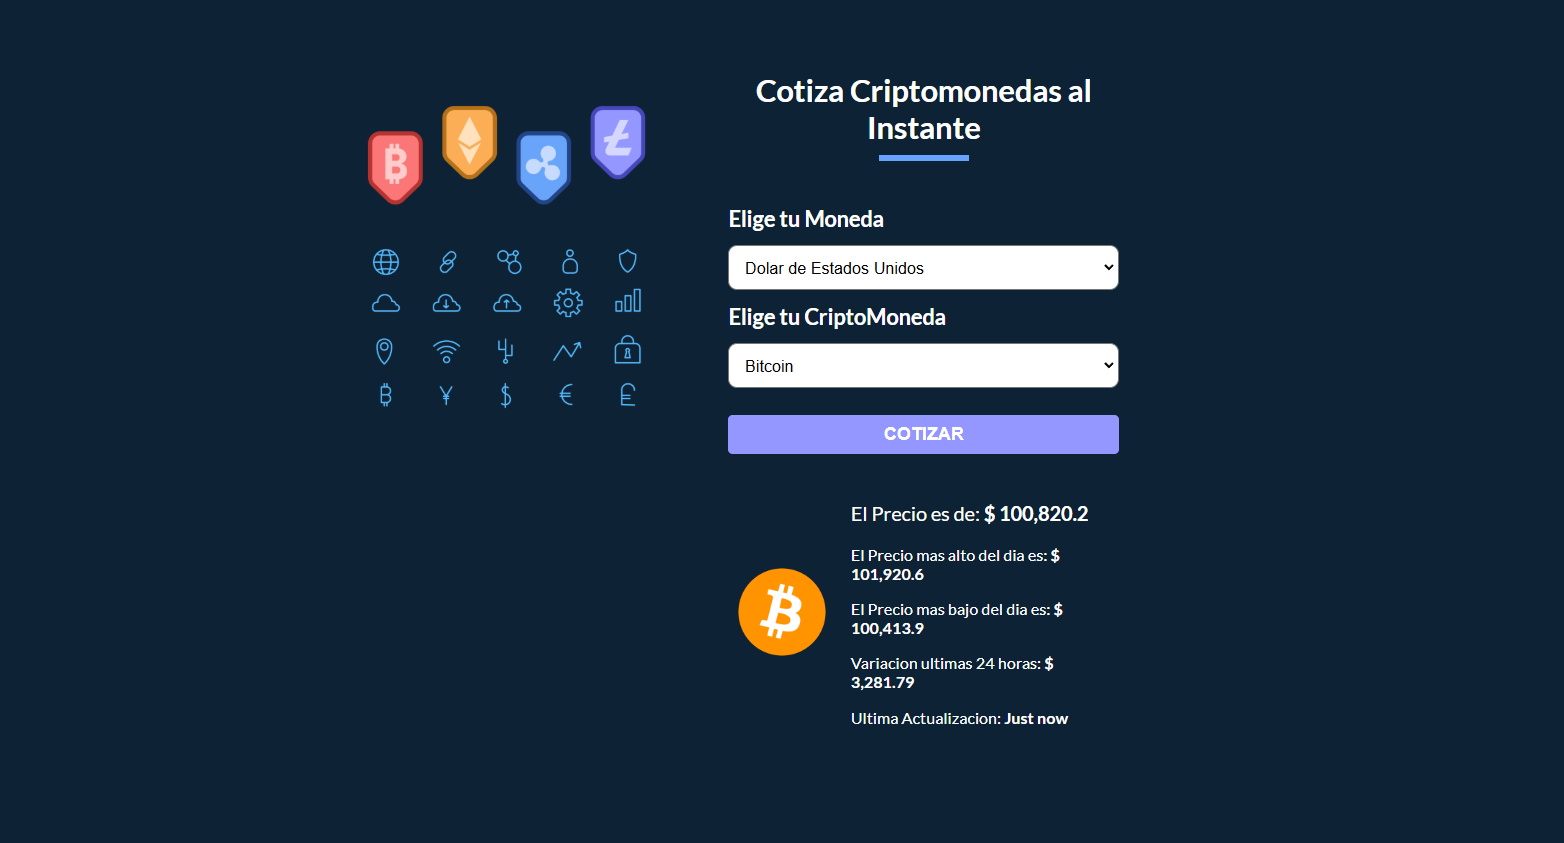 Cotiza Criptomonedas al
Instante
Elige tu Moneda
Dolar de Estados Unidos
Elige tu CriptoMoneda
Bitcoin
COTIZAR
El Precio es de: $ 100,820.2
El Precio mas alto del dia es: $
101,920.6
El Precio mas bajo del dia es: $
100,413.9
Variacion ultimas 24 horas: $
3,281.79
Ultima Actualizacion: Just now